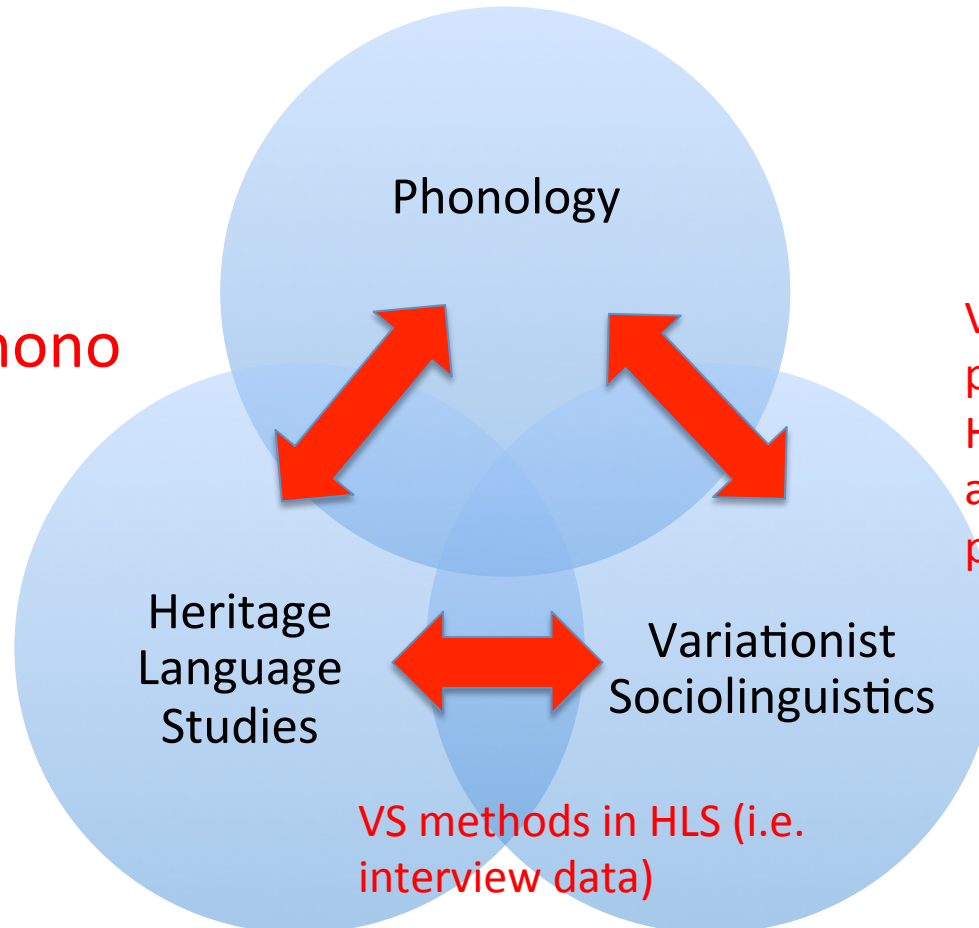 Phonology
Heritage
Language
Studies
Variationist
Sociolinguistics
VS methods in HLS (i.e.
interview data)